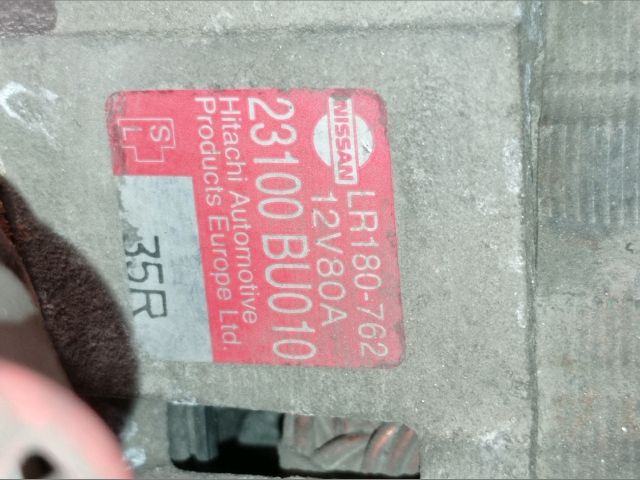 NISSAN
LR180-762
12V80A
23100 BU010
Hitachi Automotive
Products Europe Ltd.
S
L
35R